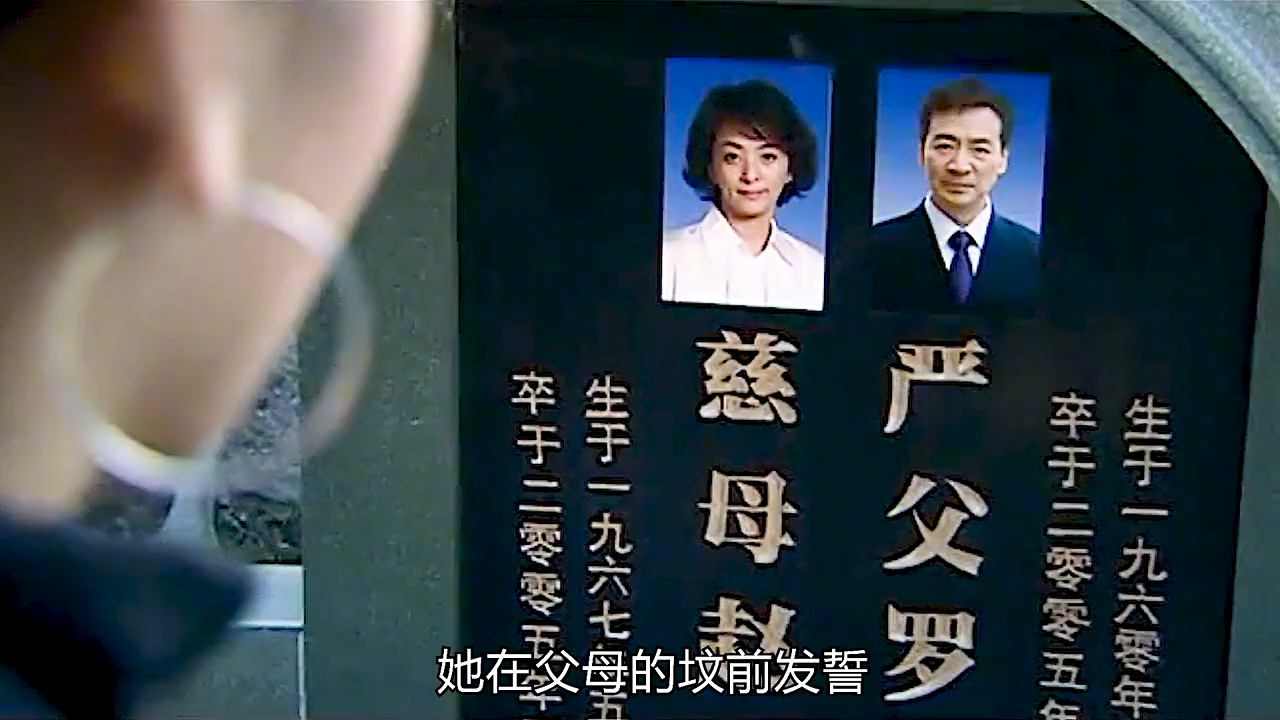 生于一九六零年
卒于二零零五年
严父罗
慈母赵
生于一九六七
卒于二零零五年
她在父母的坟前发誓